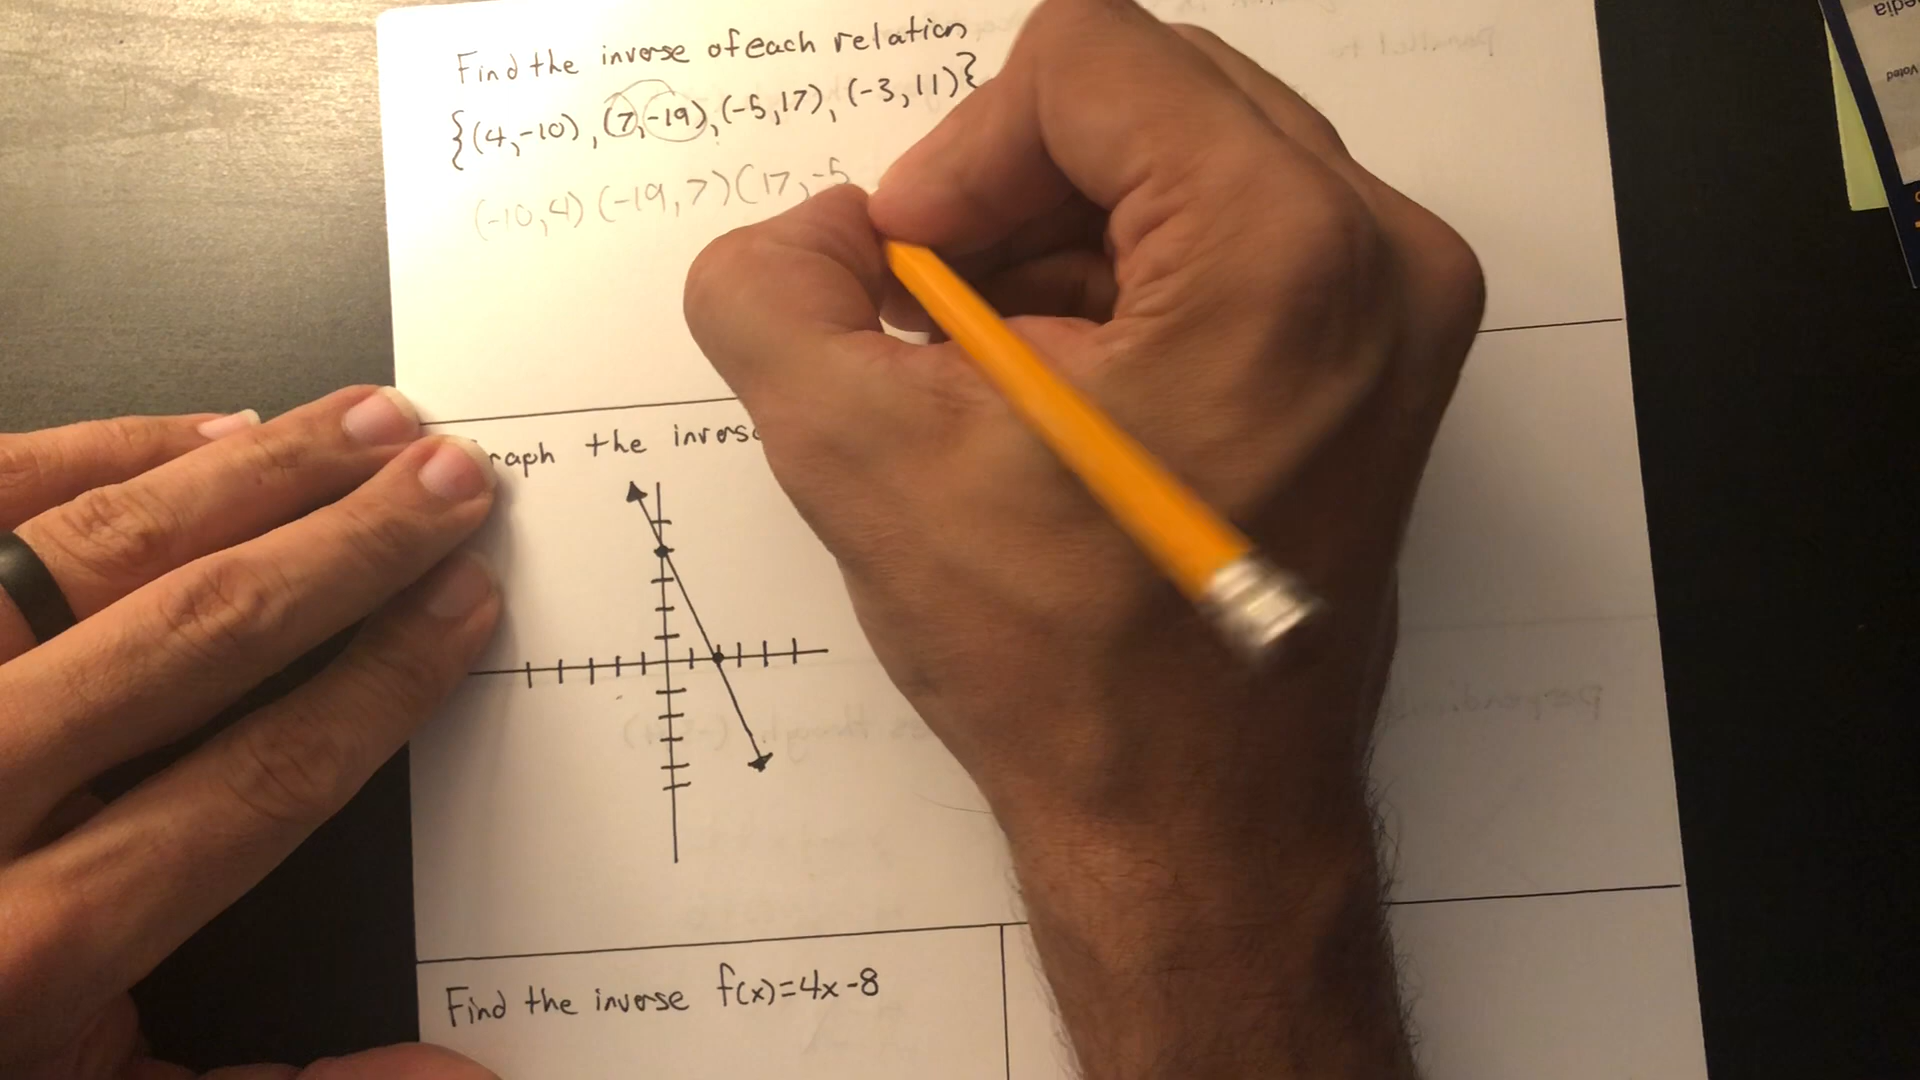 Find the inverse of each relation
{(4,-10), (7,-19), (-5,17), (-3,11)}
(-10,4) (-19,7) (17,-5
raph the inverse
Find the inverse f(x)=4x-8